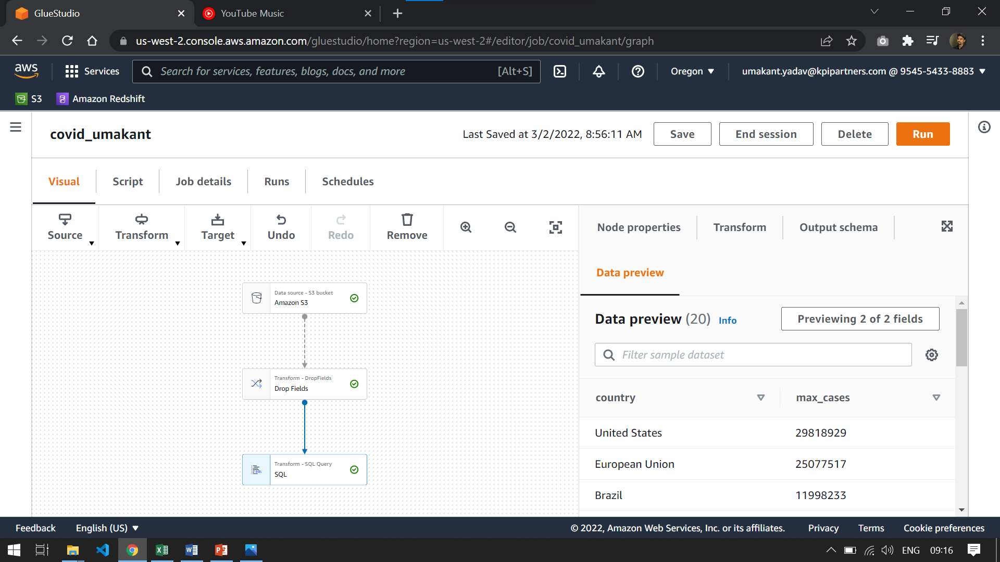 GlueStudio
YouTube Music
us-west-2.console.aws.amazon.com/gluestudio/home?region=us-west-2#/editor/job/covid_umakant/graph
aws
Services
Search for services, features, blogs, docs, and more
[Alt+S]
Oregon
umakant.yadav@kpipartners.com @ 9545-5433-8883
S3
Amazon Redshift
covid_umakant
Last Saved at 3/2/2022, 8:56:11 AM
Save
End session
Delete
Run
Visual
Script
Job details
Runs
Schedules
Source
Transform
Target
Undo
Redo
Remove
Node properties
Transform
Output schema
Data preview
Data source - S3 bucket
Amazon S3
Transform - DropFields
Drop Fields
Transform - SQL Query
SQL
SQL
Data preview (20) Info
Previewing 2 of 2 fields
Filter sample dataset
country max_cases
United States 29818929
European Union 25077517
Brazil 11998233
Feedback
English (US)
© 2022, Amazon Web Services, Inc. or its affiliates.
Privacy
Terms
Cookie preferences
ENG
09:16